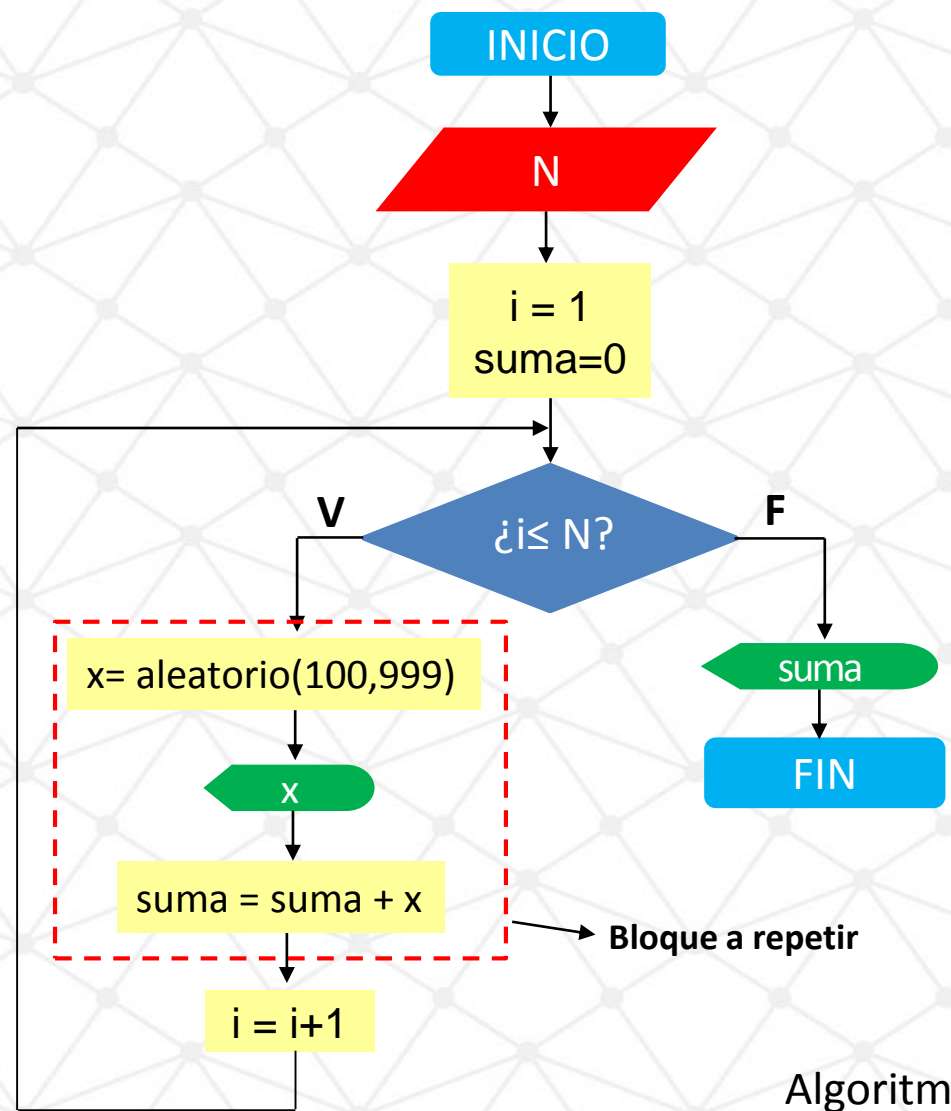 INICIO
N
i = 1
suma=0
V
¿i≤ N?
F
x= aleatorio(100,999)
suma
x
FIN
suma = suma + x
Bloque a repetir
i = i+1
Algoritm